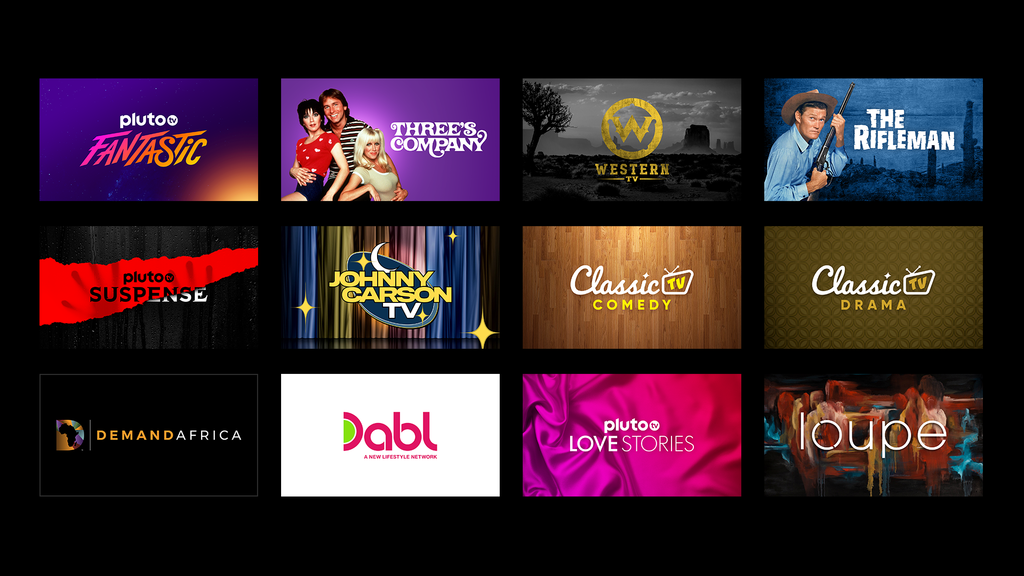 pluto tv
FANTASTIC
THREE'S
COMPANY
W
WESTERN
TV
THE
RIFLEMAN
pluto tv
SUSPENSE
JOHNNY
CARSON
TV
Classic TV
COMEDY
Classic TV
DRAMA
DEMANDAFRICA
Dabl
A NEW LIFESTYLE NETWORK
pluto tv
LOVE STORIES
loupe